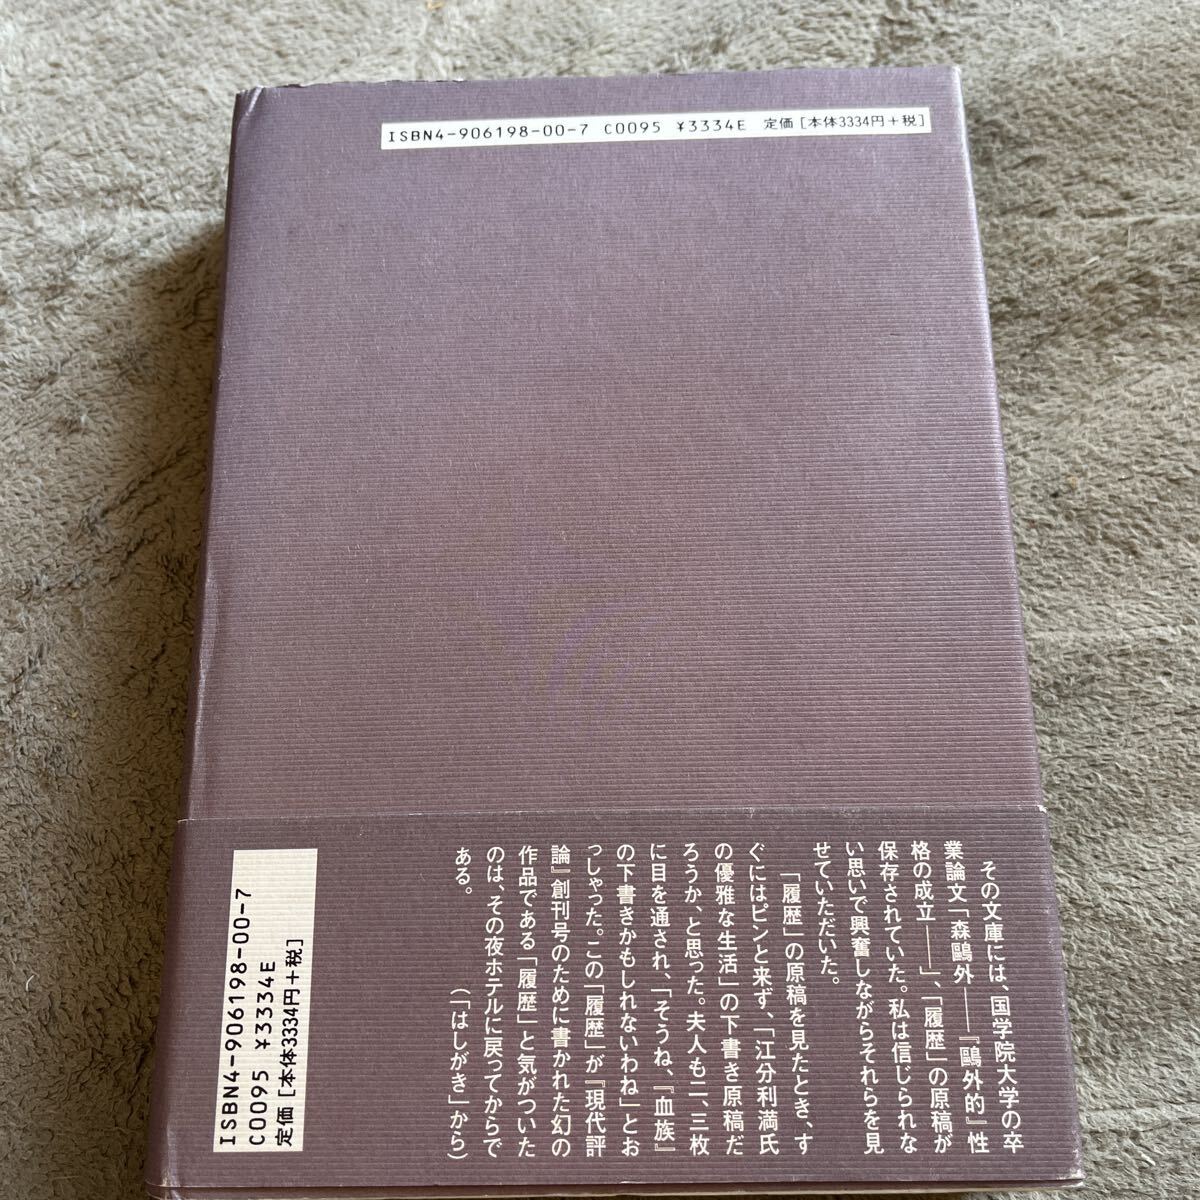 ISBN4-906198-00-7 C0095 ¥3334E 定価[本体3334円+税]
その文庫には、国学院大学の卒
業論文「森鷗外――『鷗外的』性
格の成立――」、「履歴」の原稿が
保存されていた。私は信じられな
い思いで興奮しながらそれらを見
せていただいた。
「履歴」の原稿を見たとき、す
ぐにはピンと来ず、「江分利満氏
の優雅な生活」の下書き原稿だ
ろうか、と思った。夫人も二、三枚
に目を通され、「そうね、『血族』
の下書きかもしれないわね」とお
っしゃった。この「履歴」が『現代評
論』創刊号のために書かれた幻の
作品である「履歴」と気がついた
のは、その夜ホテルに戻ってからで
ある。
(「はしがき」から)
ISBN4-906198-00-7
C0095 ¥3334E
定価[本体3334円+税]